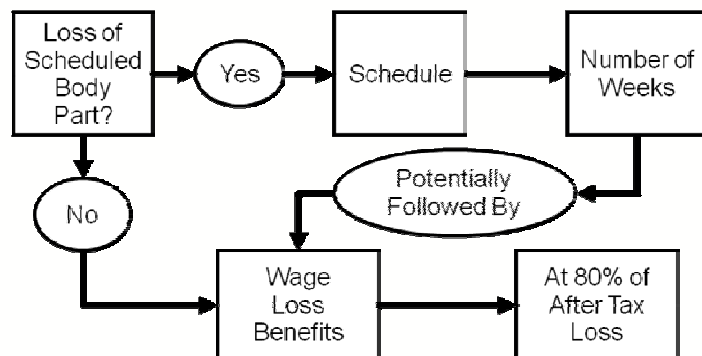 Loss of
Scheduled
Body
Part?
Yes
Schedule
Number of
Weeks
Potentially
Followed By
No
Wage
Loss
Benefits
At 80% of
After Tax
Loss